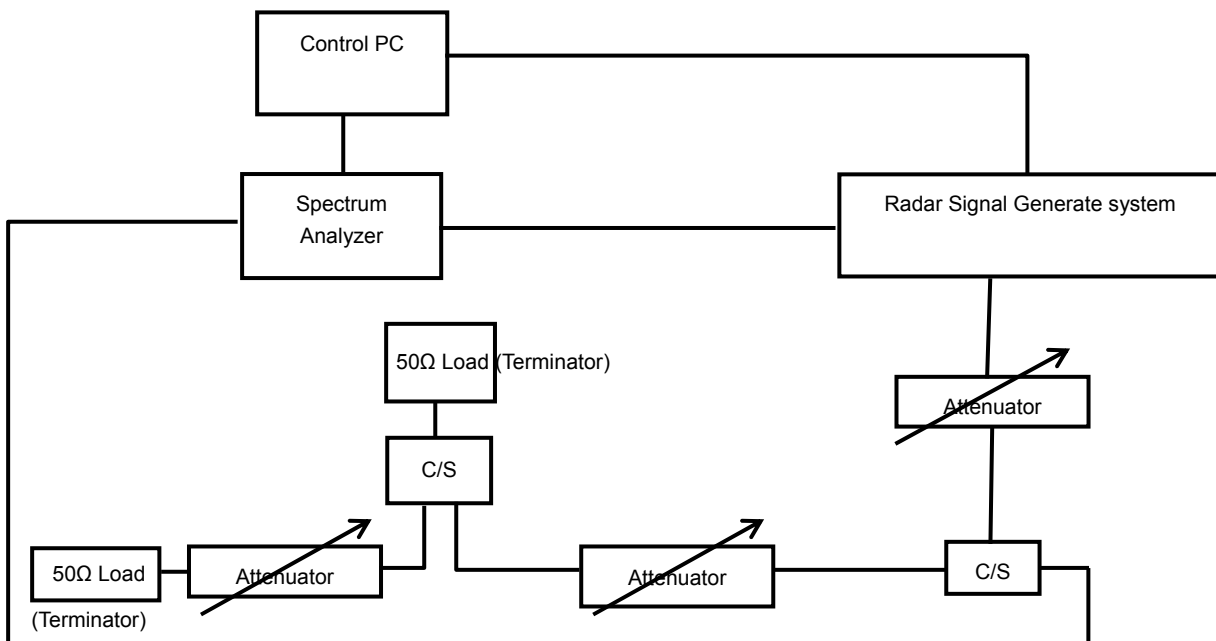 Control PC
Spectrum
Analyzer
Radar Signal Generate system
50Ω Load (Terminator)
Attenuator
C/S
50Ω Load
(Terminator)
Attenuator
Attenuator
C/S